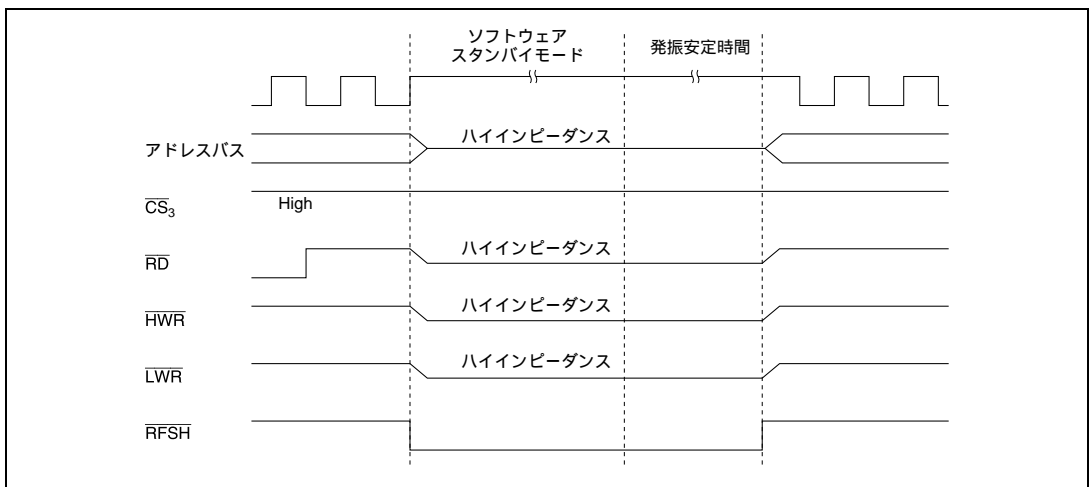 ソフトウェア
スタンバイモード
発振安定時間
アドレスバス
ハイインピーダンス
CS3
High
RD
ハイインピーダンス
HWR
ハイインピーダンス
LWR
ハイインピーダンス
RFSH